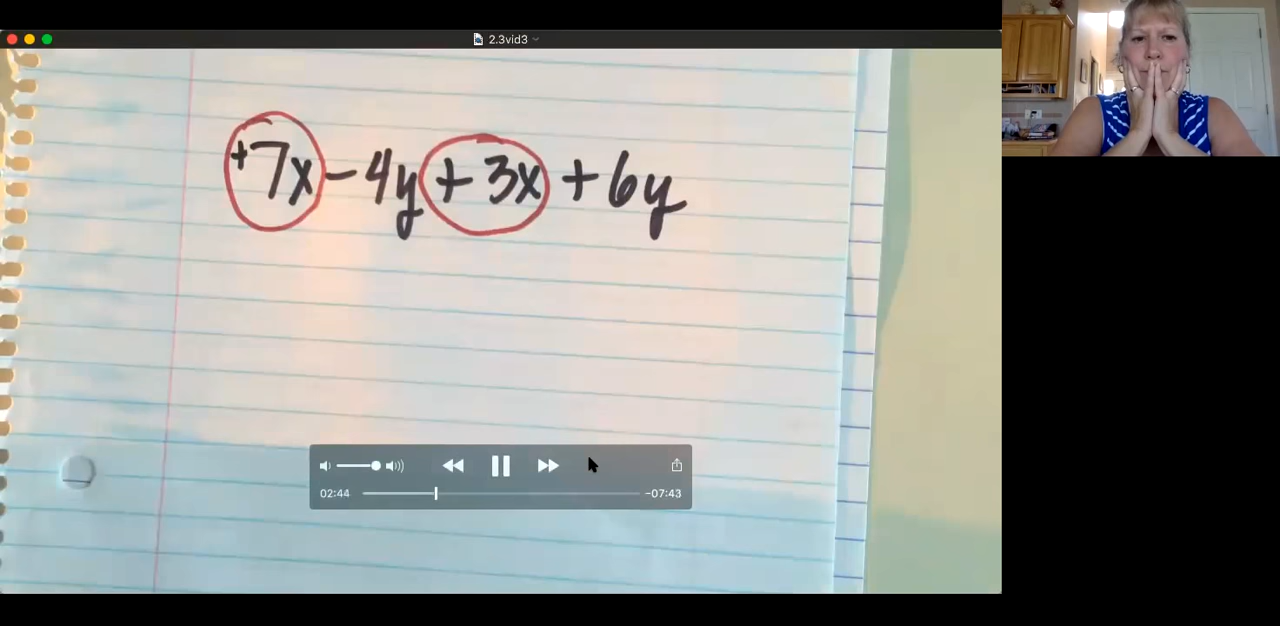 2.3vid3
+7x - 4y + 3x + 6y
02:44 -07:43